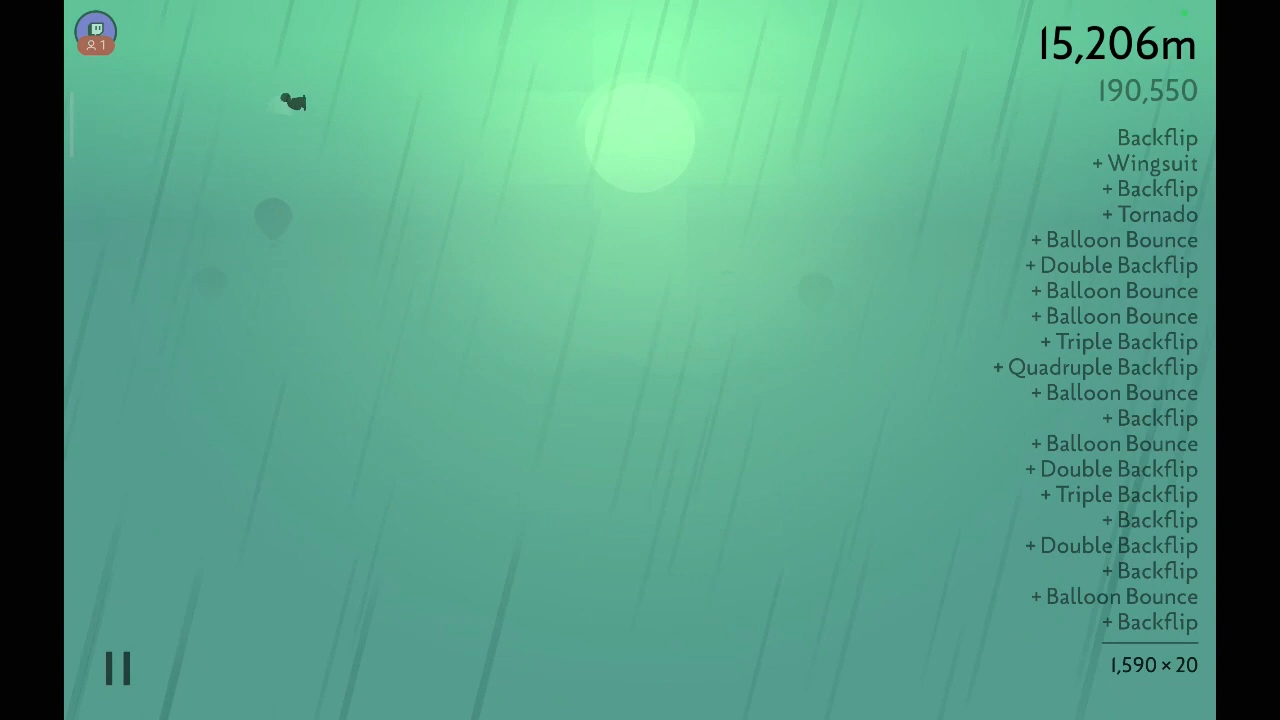 1
15,206m
190,550
Backflip
+ Wingsuit
+ Backflip
+ Tornado
+ Balloon Bounce
+ Double Backflip
+ Balloon Bounce
+ Balloon Bounce
+ Triple Backflip
+ Quadruple Backflip
+ Balloon Bounce
+ Backflip
+ Balloon Bounce
+ Double Backflip
+ Triple Backflip
+ Backflip
+ Double Backflip
+ Backflip
+ Balloon Bounce
+ Backflip
1,590 × 20